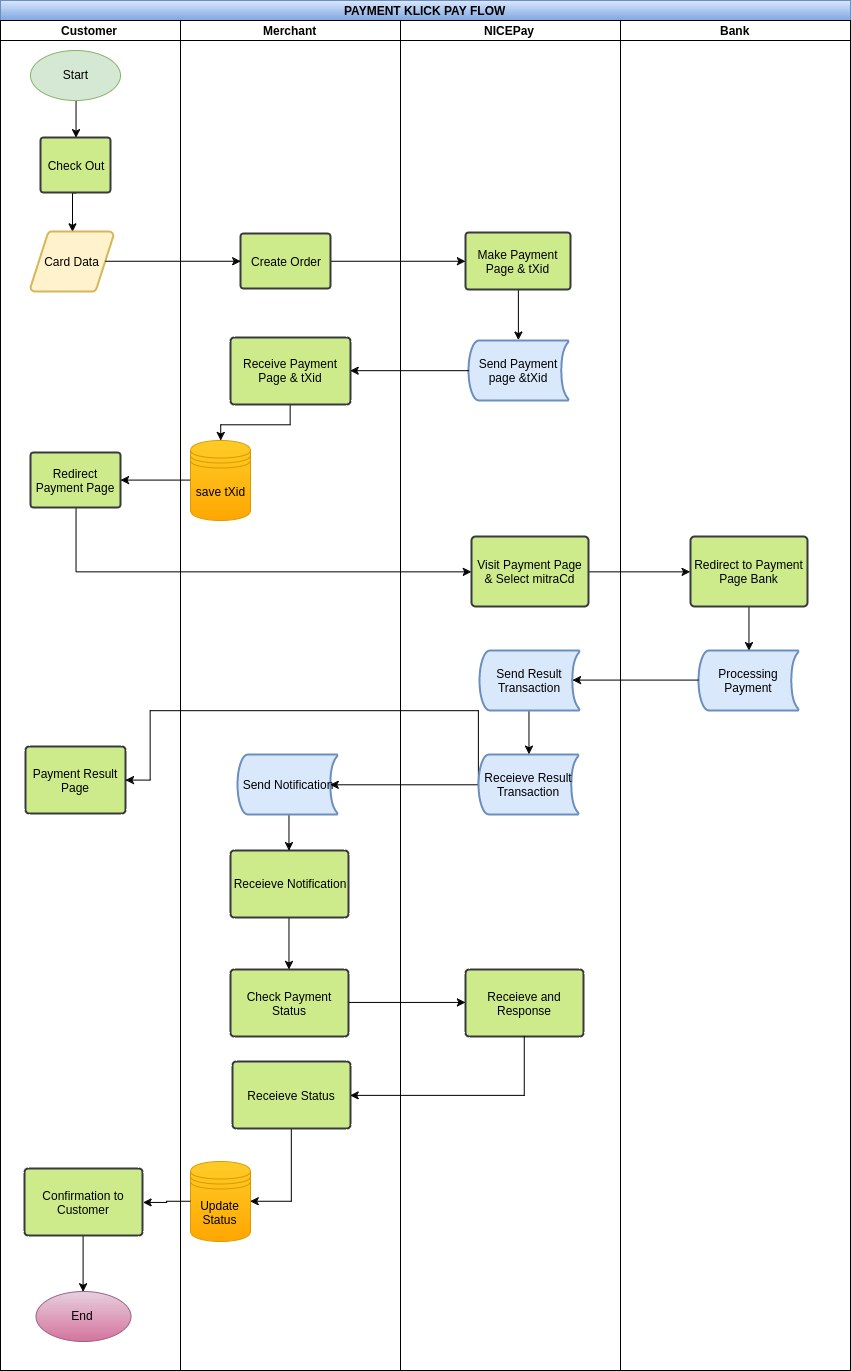 PAYMENT KLICK PAY FLOW
Customer
Merchant
NICEPay
Bank
Start
Check Out
Card Data
Create Order
Make Payment
Page & tXid
Receive Payment
Page & tXid
Send Payment
page &tXid
Redirect
Payment Page
save tXid
Visit Payment Page
& Select mitraCd
Redirect to Payment
Page Bank
Send Result
Transaction
Processing
Payment
Payment Result
Page
Send Notification
Receieve Result
Transaction
Receieve Notification
Check Payment
Status
Receieve and
Response
Receieve Status
Confirmation to
Customer
Update
Status
End